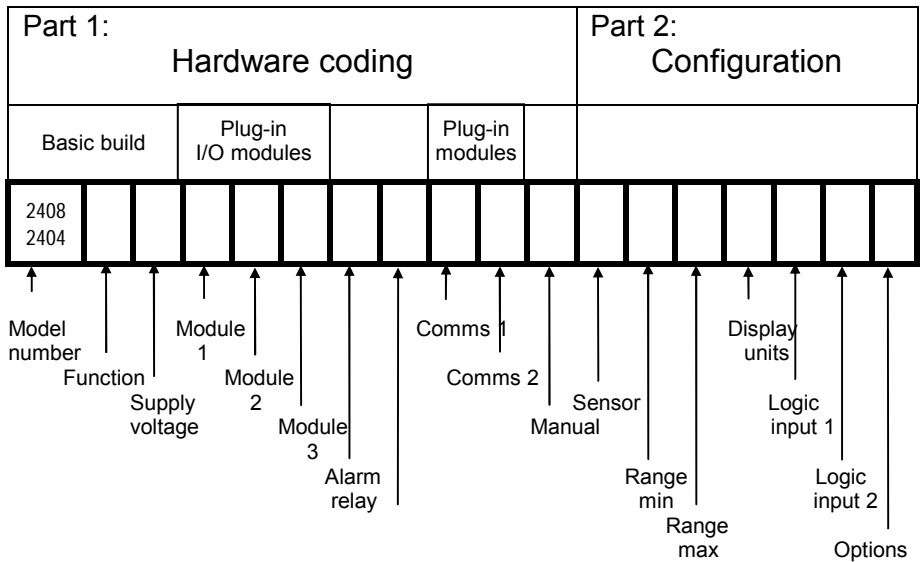 Part 1:
Hardware coding
Part 2:
Configuration
Basic build
Plug-in
I/O modules
Plug-in
modules
2408
2404
Model
number
Function
Supply
voltage
Module
1
Module
2
Module
3
Alarm
relay
Comms 1
Comms 2
Manual
Sensor
Range
min
Range
max
Display
units
Logic
input 1
Logic
input 2
Options